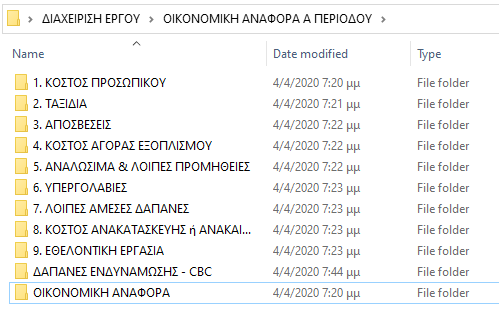 ΔΙΑΧΕΙΡΙΣΗ ΕΡΓΟΥ > ΟΙΚΟΝΟΜΙΚΗ ΑΝΑΦΟΡΑ Α ΠΕΡΙΟΔΟΥ >
Name Date modified Type
1. ΚΟΣΤΟΣ ΠΡΟΣΩΠΙΚΟΥ 4/4/2020 7:20 μμ File folder
2. ΤΑΞΙΔΙΑ 4/4/2020 7:21 μμ File folder
3. ΑΠΟΣΒΕΣΕΙΣ 4/4/2020 7:22 μμ File folder
4. ΚΟΣΤΟΣ ΑΓΟΡΑΣ ΕΞΟΠΛΙΣΜΟΥ 4/4/2020 7:22 μμ File folder
5. ΑΝΑΛΩΣΙΜΑ & ΛΟΙΠΕΣ ΠΡΟΜΗΘΕΙΕΣ 4/4/2020 7:22 μμ File folder
6. ΥΠΕΡΓΟΛΑΒΙΕΣ 4/4/2020 7:23 μμ File folder
7. ΛΟΙΠΕΣ ΑΜΕΣΕΣ ΔΑΠΑΝΕΣ 4/4/2020 7:23 μμ File folder
8. ΚΟΣΤΟΣ ΑΝΑΚΑΤΑΣΚΕΥΗΣ ή ΑΝΑΚΑΙ... 4/4/2020 7:23 μμ File folder
9. ΕΘΕΛΟΝΤΙΚΗ ΕΡΓΑΣΙΑ 4/4/2020 7:23 μμ File folder
ΔΑΠΑΝΕΣ ΕΝΔΥΝΑΜΩΣΗΣ - CBC 4/4/2020 7:44 μμ File folder
ΟΙΚΟΝΟΜΙΚΗ ΑΝΑΦΟΡΑ 4/4/2020 7:20 μμ File folder